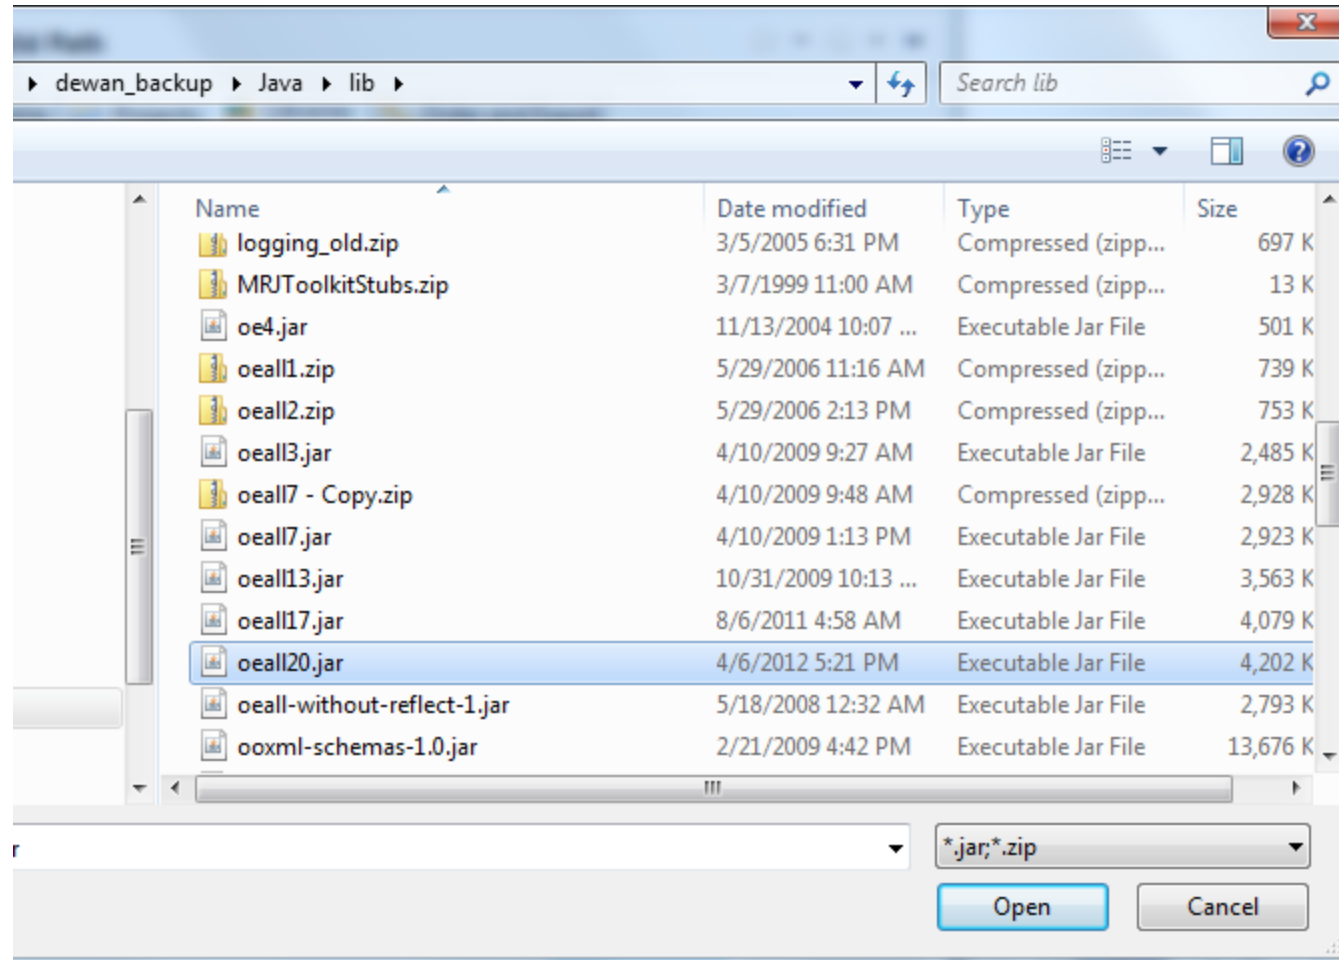 dewan_backup Java lib
Search lib
Name Date modified Type Size
logging_old.zip 3/5/2005 6:31 PM Compressed (zipp... 697 K
MRJToolkitStubs.zip 3/7/1999 11:00 AM Compressed (zipp... 13 K
oe4.jar 11/13/2004 10:07 ... Executable Jar File 501 K
oeall1.zip 5/29/2006 11:16 AM Compressed (zipp... 739 K
oeall2.zip 5/29/2006 2:13 PM Compressed (zipp... 753 K
oeall3.jar 4/10/2009 9:27 AM Executable Jar File 2,485 K
oeall7 - Copy.zip 4/10/2009 9:48 AM Compressed (zipp... 2,928 K
oeall7.jar 4/10/2009 1:13 PM Executable Jar File 2,923 K
oeall13.jar 10/31/2009 10:13 ... Executable Jar File 3,563 K
oeall17.jar 8/6/2011 4:58 AM Executable Jar File 4,079 K
oeall20.jar 4/6/2012 5:21 PM Executable Jar File 4,202 K
oeall-without-reflect-1.jar 5/18/2008 12:32 AM Executable Jar File 2,793 K
ooxml-schemas-1.0.jar 2/21/2009 4:42 PM Executable Jar File 13,676 K
r *.jar;*.zip
Open Cancel